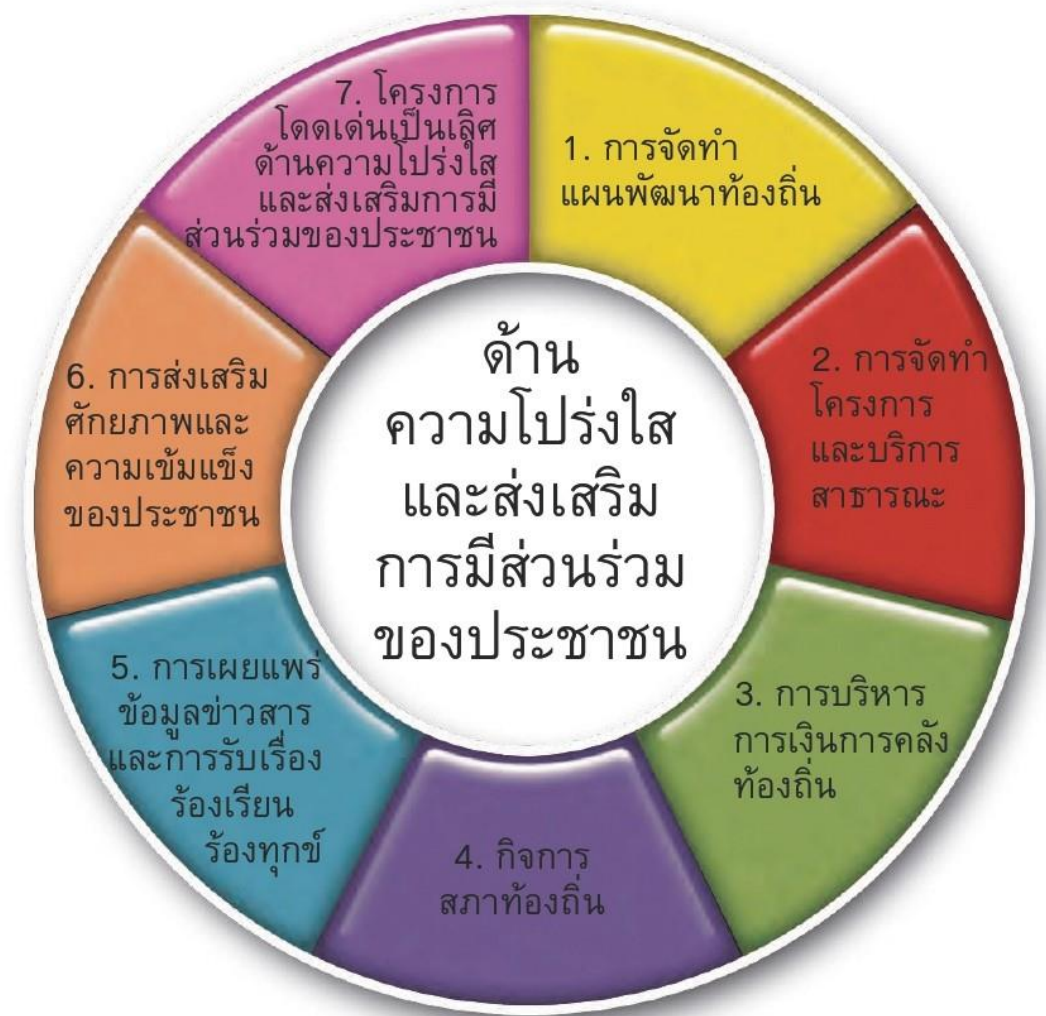 ด้าน
ความโปร่งใส
และส่งเสริม
การมีส่วนร่วม
ของประชาชน
1. การจัดทำ
แผนพัฒนาท้องถิ่น
2. การจัดทำ
โครงการ
และบริการ
สาธารณะ
3. การบริหาร
การเงินการคลัง
ท้องถิ่น
4. กิจการ
สภาท้องถิ่น
5. การเผยแพร่
ข้อมูลข่าวสาร
และการรับเรื่อง
ร้องเรียน
ร้องทุกข์
6. การส่งเสริม
ศักยภาพและ
ความเข้มแข็ง
ของประชาชน
7. โครงการ
โดดเด่นเป็นเลิศ
ด้านความโปร่งใส
และส่งเสริมการมี
ส่วนร่วมของประชาชน